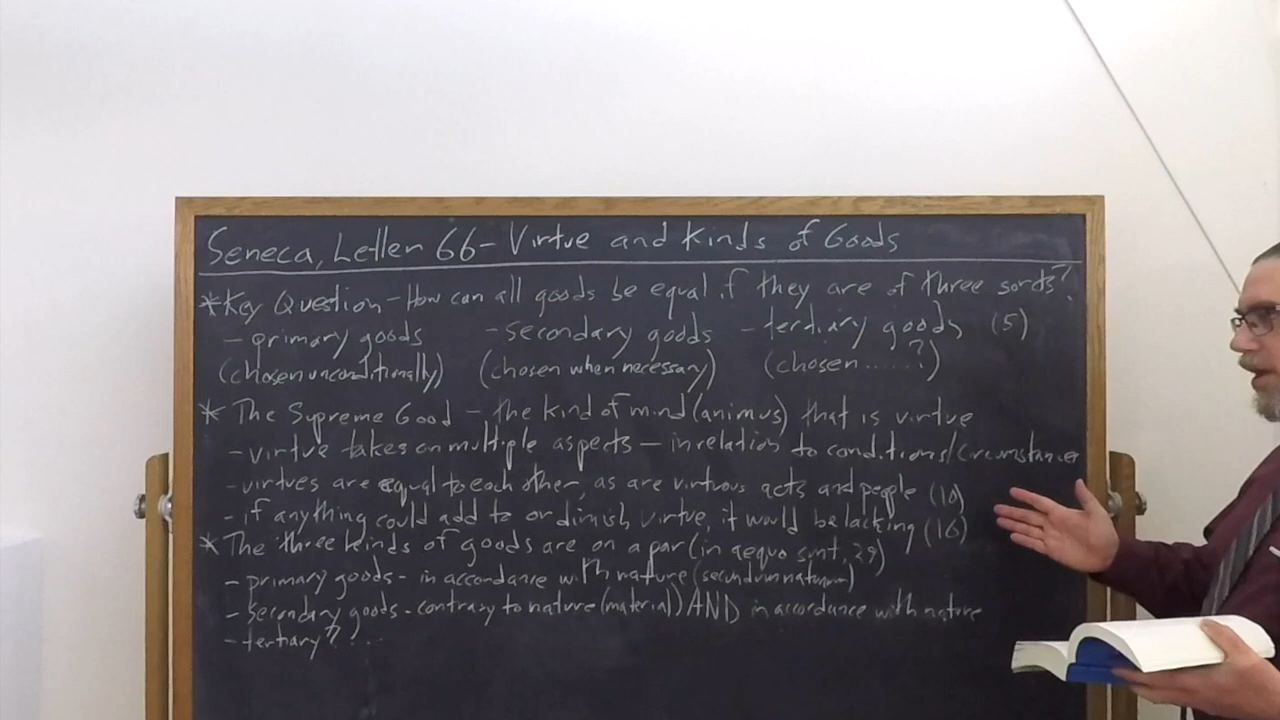 Seneca, Letter 66 - Virtue and Kinds of Goods
* Key Question - How can all goods be equal if they are of three sorts?
- primary goods - secondary goods - tertiary goods (5)
(chosen unconditionally) (chosen when necessary) (chosen ......?)
* The Supreme Good - the kind of mind (animus) that is virtue
- virtue takes on multiple aspects - in relation to conditions/circumstances
- virtues are equal to each other, as are virtuous acts and people (10)
- if anything could add to or dimish virtue, it would be lacking (16)
* The three kinds of goods are on a par (in aequo sunt, 29)
- primary goods - in accordance with nature (secundum naturam)
- secondary goods - contrary to nature (material) AND in accordance with nature
- tertiary? ? ...